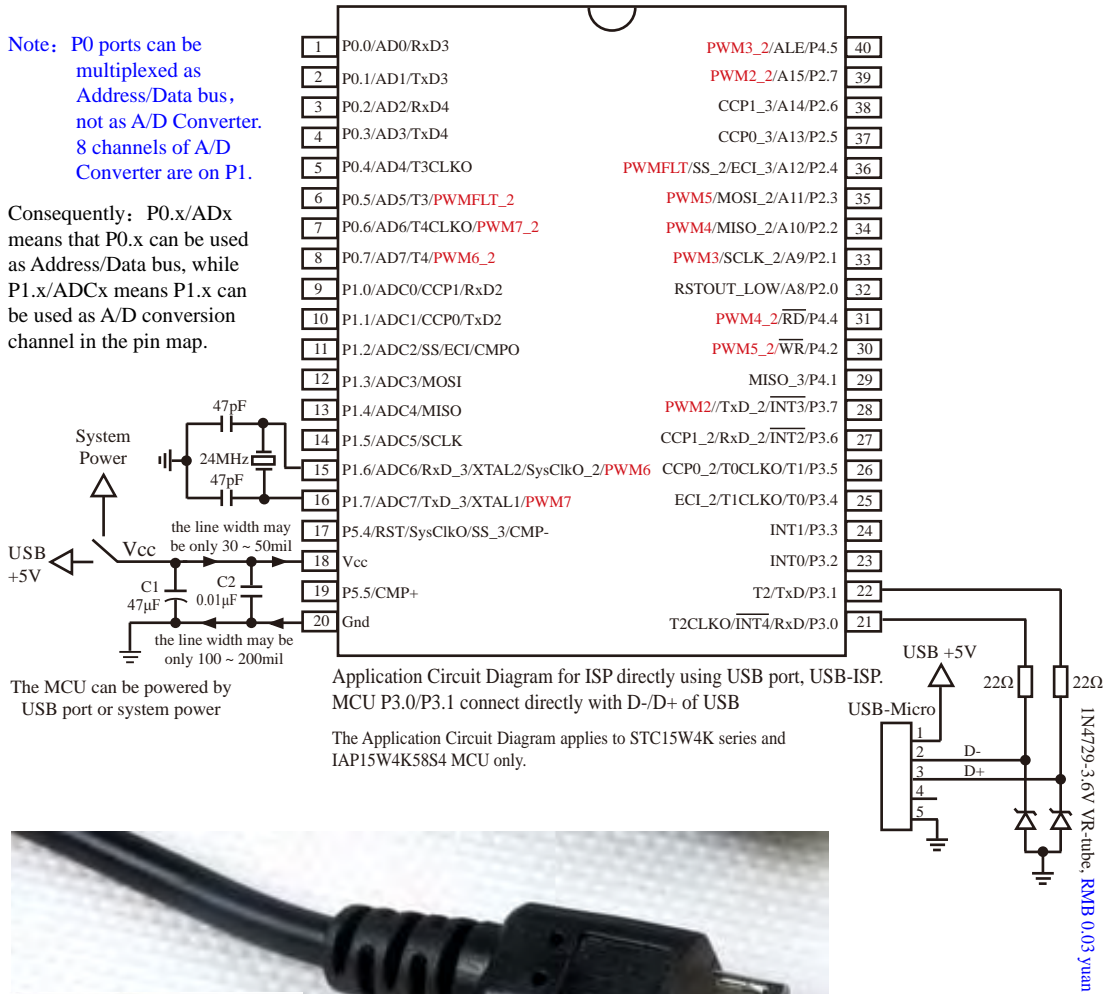 Note：P0 ports can be
multiplexed as
Address/Data bus，
not as A/D Converter.
8 channels of A/D
Converter are on P1.
Consequently：P0.x/ADx
means that P0.x can be used
as Address/Data bus, while
P1.x/ADCx means P1.x can
be used as A/D conversion
channel in the pin map.
1 P0.0/AD0/RxD3
2 P0.1/AD1/TxD3
3 P0.2/AD2/RxD4
4 P0.3/AD3/TxD4
5 P0.4/AD4/T3CLKO
6 P0.5/AD5/T3/PWMFLT_2
7 P0.6/AD6/T4CLKO/PWM7_2
8 P0.7/AD7/T4/PWM6_2
9 P1.0/ADC0/CCP1/RxD2
10 P1.1/ADC1/CCP0/TxD2
11 P1.2/ADC2/SS/ECI/CMPO
12 P1.3/ADC3/MOSI
13 P1.4/ADC4/MISO
14 P1.5/ADC5/SCLK
15 P1.6/ADC6/RxD_3/XTAL2/SysClkO_2/PWM6
16 P1.7/ADC7/TxD_3/XTAL1/PWM7
17 P5.4/RST/SysClkO/SS_3/CMP-
18 Vcc
19 P5.5/CMP+
20 Gnd
PWM3_2/ALE/P4.5 40
PWM2_2/A15/P2.7 39
CCP1_3/A14/P2.6 38
CCP0_3/A13/P2.5 37
PWMFLT/SS_2/ECI_3/A12/P2.4 36
PWM5/MOSI_2/A11/P2.3 35
PWM4/MISO_2/A10/P2.2 34
PWM3/SCLK_2/A9/P2.1 33
RSTOUT_LOW/A8/P2.0 32
PWM4_2/RD/P4.4 31
PWM5_2/WR/P4.2 30
MISO_3/P4.1 29
PWM2//TxD_2/INT3/P3.7 28
CCP1_2/RxD_2/INT2/P3.6 27
CCP0_2/T0CLKO/T1/P3.5 26
ECI_2/T1CLKO/T0/P3.4 25
INT1/P3.3 24
INT0/P3.2 23
T2/TxD/P3.1 22
T2CLKO/INT4/RxD/P3.0 21
47pF
24MHz
47pF
System
Power
USB
+5V
Vcc
the line width may
be only 30 ~ 50mil
C1
47µF
C2
0.01µF
the line width may be
only 100 ~ 200mil
The MCU can be powered by
USB port or system power
Application Circuit Diagram for ISP directly using USB port, USB-ISP.
MCU P3.0/P3.1 connect directly with D-/D+ of USB
The Application Circuit Diagram applies to STC15W4K series and
IAP15W4K58S4 MCU only.
USB +5V
22Ω
22Ω
USB-Micro
1
2 D-
3 D+
4
5
1N4729-3.6V VR-tube, RMB 0.03 yuan